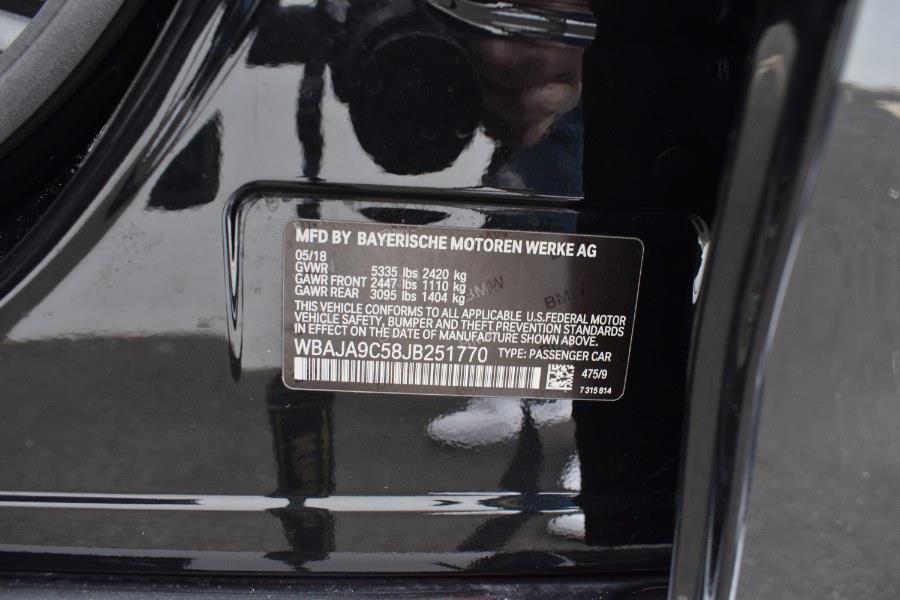 MFD BY BAYERISCHE MOTOREN WERKE AG
05/18
GVWR 5335 lbs 2420 kg
GAWR FRONT 2447 lbs 1110 kg
GAWR REAR 3095 lbs 1404 kg
BMW BMW
THIS VEHICLE CONFORMS TO ALL APPLICABLE U.S.FEDERAL MOTOR
VEHICLE SAFETY, BUMPER AND THEFT PREVENTION STANDARDS
IN EFFECT ON THE DATE OF MANUFACTURE SHOWN ABOVE.
WBAJA9C58JB251770 TYPE: PASSENGER CAR
475/9
7 315 814